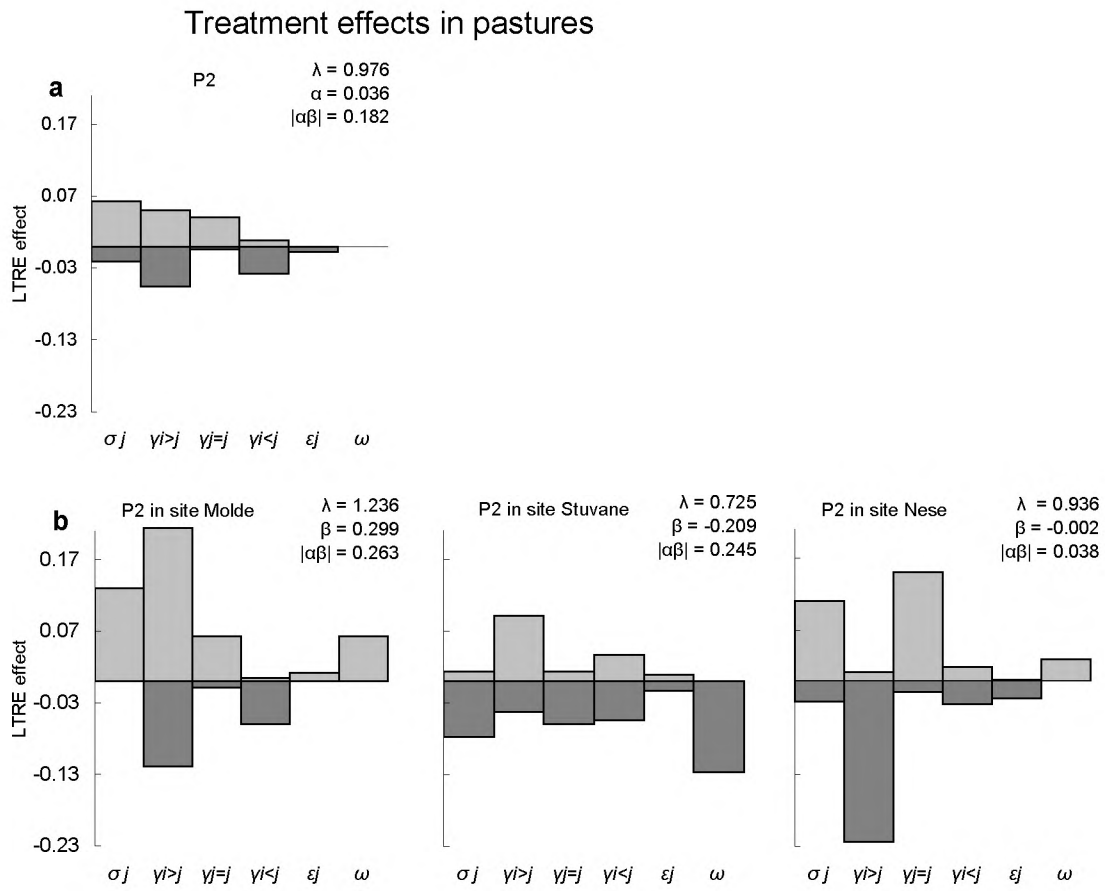 Treatment effects in pastures
a
P2
λ = 0.976
α = 0.036
|αβ| = 0.182
LTRE effect
0.17
0.07
-0.03
-0.13
-0.23
σ j
γi>j
γj=j
γi<j
εj
ω
b
P2 in site Molde
λ = 1.236
β = 0.299
|αβ| = 0.263
LTRE effect
0.17
0.07
-0.03
-0.13
-0.23
σ j
γi>j
γj=j
γi<j
εj
ω
P2 in site Stuvane
λ = 0.725
β = -0.209
|αβ| = 0.245
σ j
γi>j
γj=j
γi<j
εj
ω
P2 in site Nese
λ = 0.936
β = -0.002
|αβ| = 0.038
σ j
γi>j
γj=j
γi<j
εj
ω